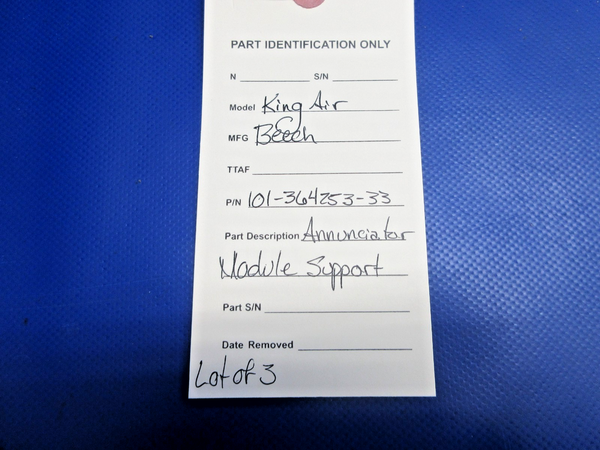 PART IDENTIFICATION ONLY
N S/N
Model King Air
MFG Beech
TTAF
P/N 101-364253-33
Part Description Annunciator
Module Support
Part S/N
Date Removed
Lot of 3